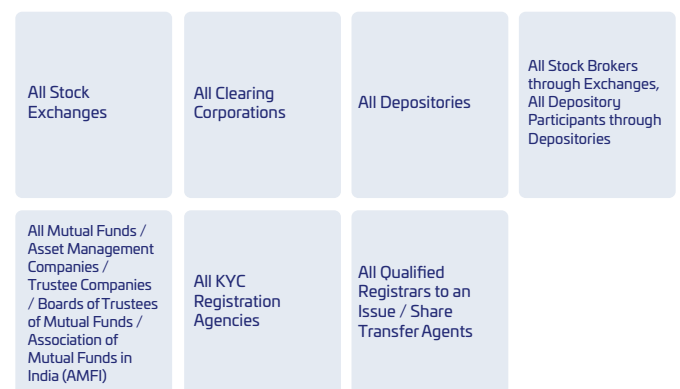 All Stock
Exchanges
All Clearing
Corporations
All Depositories
All Stock Brokers
through Exchanges,
All Depository
Participants through
Depositories
All Mutual Funds /
Asset Management
Companies /
Trustee Companies
/ Boards of Trustees
of Mutual Funds /
Association of
Mutual Funds in
India (AMFI)
All KYC
Registration
Agencies
All Qualified
Registrars to an
Issue / Share
Transfer Agents